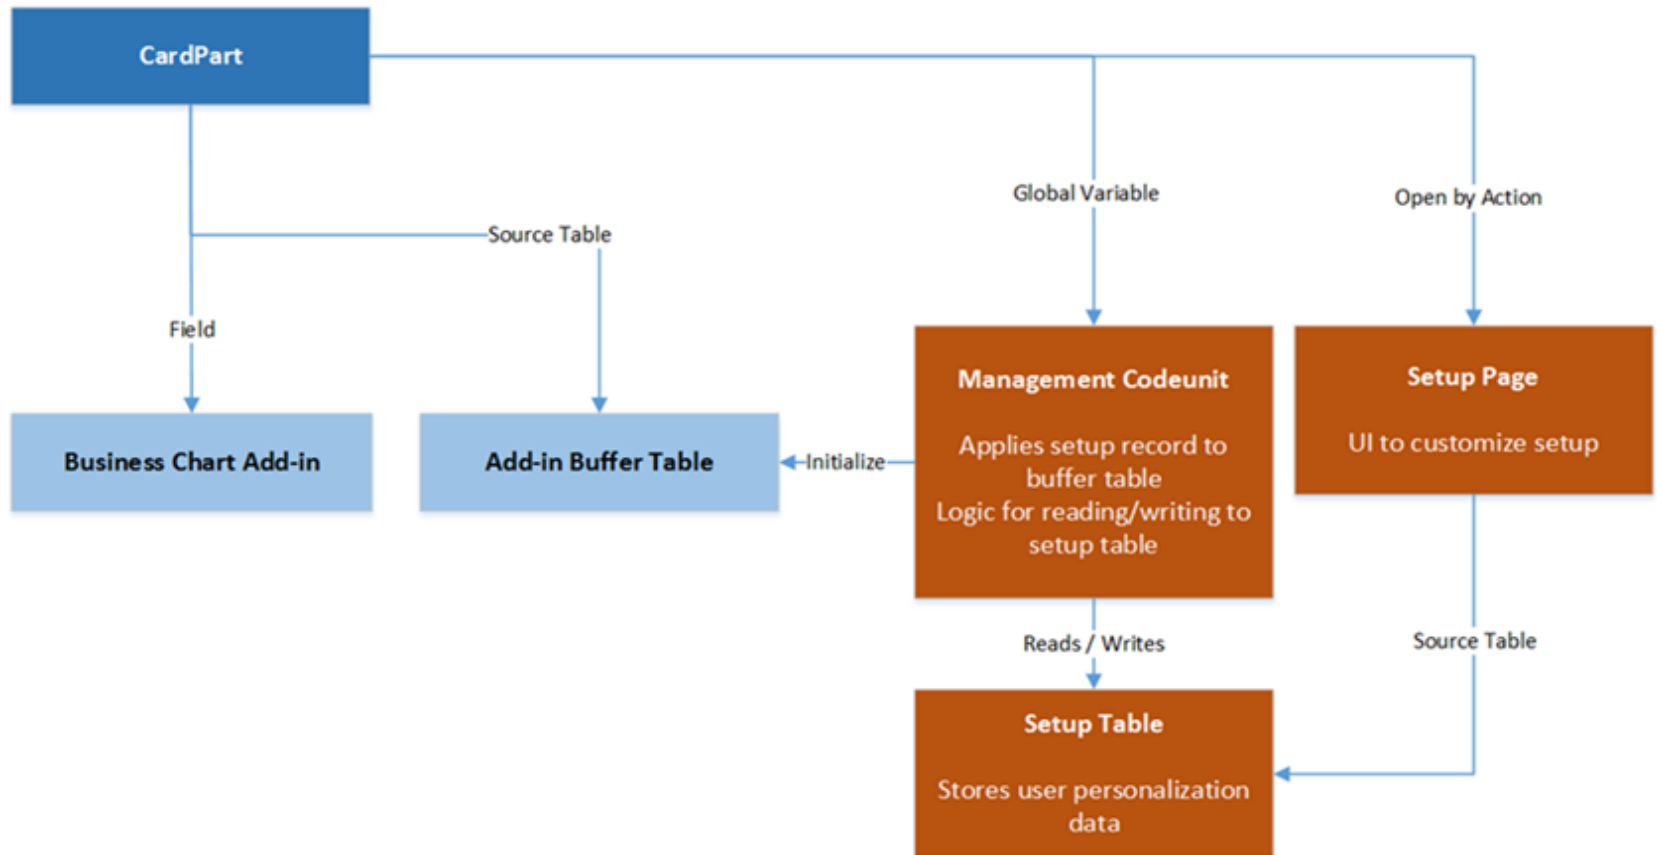 CardPart
Global Variable
Open by Action
Source Table
Field
Business Chart Add-in
Add-in Buffer Table
Initialize
Management Codeunit
Applies setup record to
buffer table
Logic for reading/writing to
setup table
Setup Page
UI to customize setup
Reads / Writes
Source Table
Setup Table
Stores user personalization
data